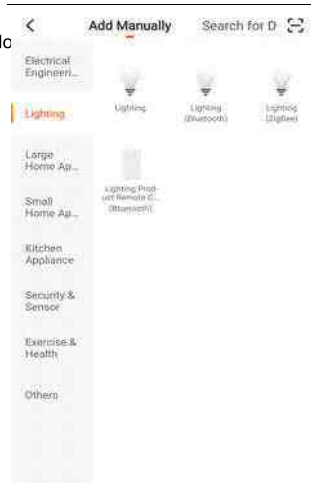 Add Manually
Search for D
lo
Electrical
Engineeri...
Lighting
Large
Home Ap...
Small
Home Ap...
Kitchen
Appliance
Security &
Sensor
Exercise &
Health
Others
Lighting
Lighting
(Bluetooth)
Lighting
(ZigBee)
Lighting Prod-
uct Remote C...
(Bluetooth)